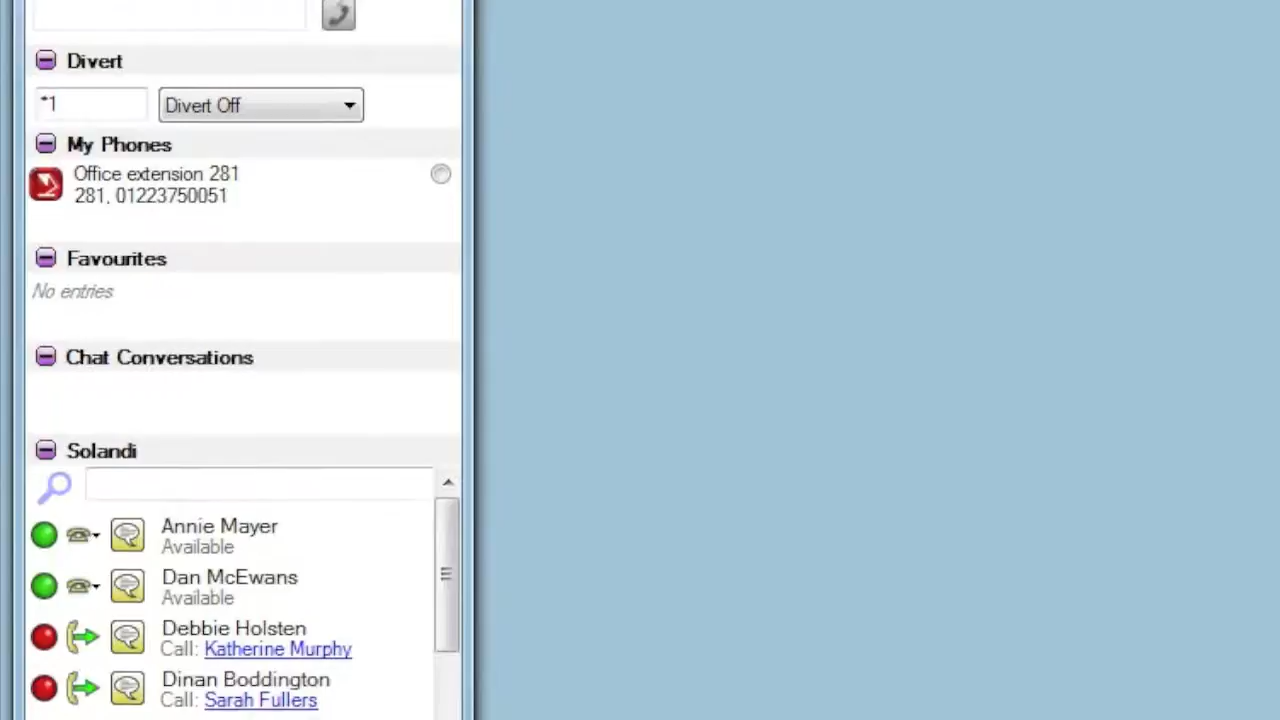 Divert
*1
Divert Off
My Phones
Office extension 281
281, 01223750051
Favourites
No entries
Chat Conversations
Solandi
Annie Mayer
Available
Dan McEwans
Available
Debbie Holsten
Call: Katherine Murphy
Dinan Boddington
Call: Sarah Fullers